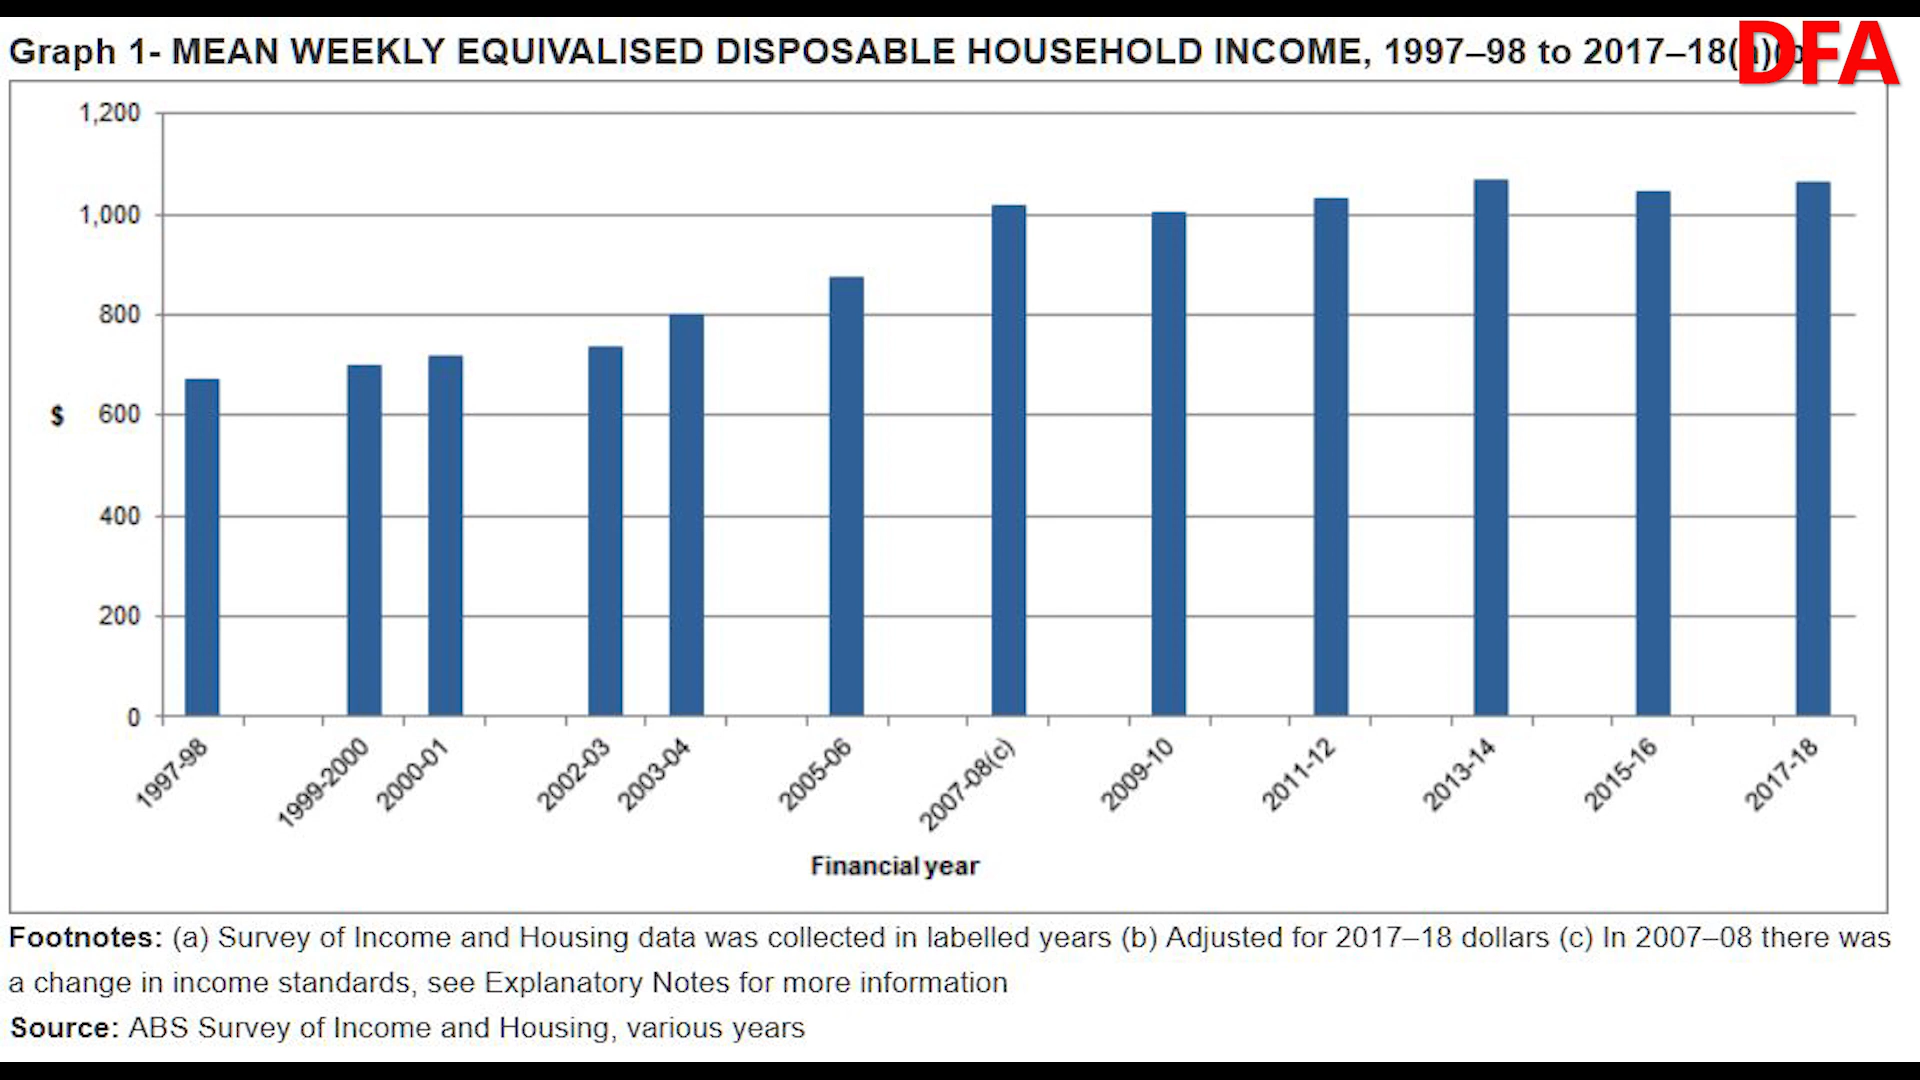 Graph 1- MEAN WEEKLY EQUIVALISED DISPOSABLE HOUSEHOLD INCOME, 1997–98 to 2017–18
DFA
1,200
1,000
800
$ 600
400
200
0
1997-98 1999-2000 2000-01 2002-03 2003-04 2005-06 2007-08(c) 2009-10 2011-12 2013-14 2015-16 2017-18
Financial year
Footnotes: (a) Survey of Income and Housing data was collected in labelled years (b) Adjusted for 2017–18 dollars (c) In 2007–08 there was
a change in income standards, see Explanatory Notes for more information
Source: ABS Survey of Income and Housing, various years